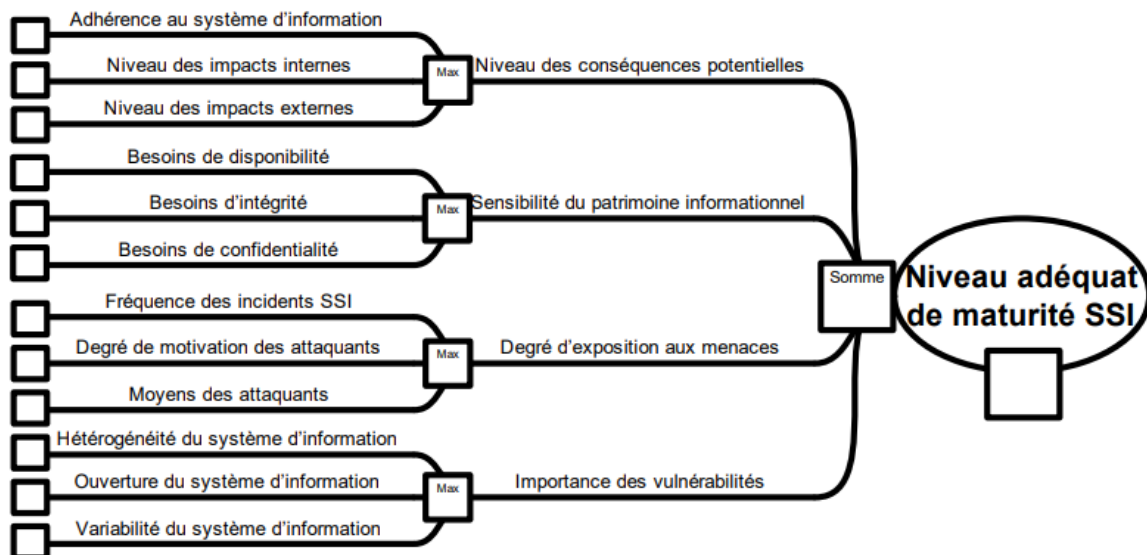 Adhérence au système d'information
Niveau des impacts internes
Niveau des impacts externes
Max
Niveau des conséquences potentielles
Besoins de disponibilité
Besoins d'intégrité
Besoins de confidentialité
Max
Sensibilité du patrimoine informationnel
Fréquence des incidents SSI
Degré de motivation des attaquants
Moyens des attaquants
Max
Degré d'exposition aux menaces
Hétérogénéité du système d'information
Ouverture du système d'information
Variabilité du système d'information
Max
Importance des vulnérabilités
Somme
Niveau adéquat
de maturité SSI